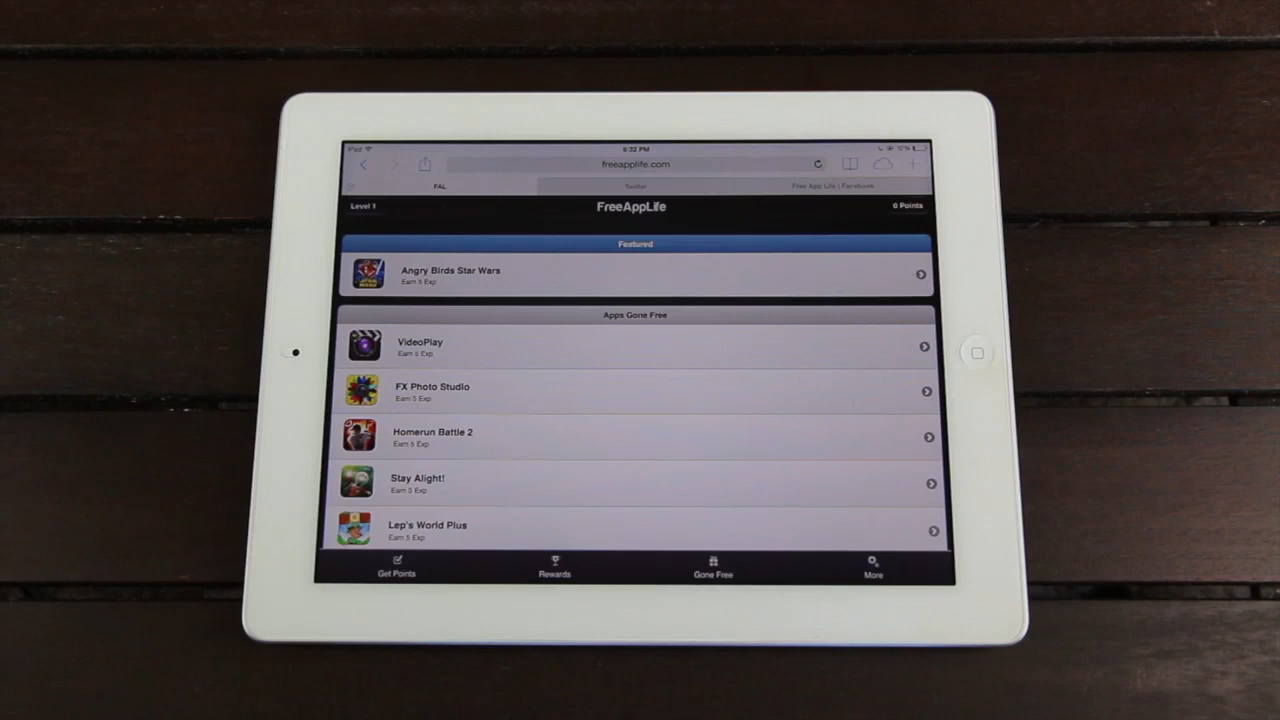 iPad
6:32 PM
12%
freeapplife.com
FAL
Twitter
Free App Life | Facebook
Level 1
FreeAppLife
0 Points
Featured
Angry Birds Star Wars
Earn 5 Exp
Apps Gone Free
VideoPlay
Earn 5 Exp
FX Photo Studio
Earn 5 Exp
Homerun Battle 2
Earn 5 Exp
Stay Alight!
Earn 5 Exp
Lep's World Plus
Earn 5 Exp
Get Points
Rewards
Gone Free
More